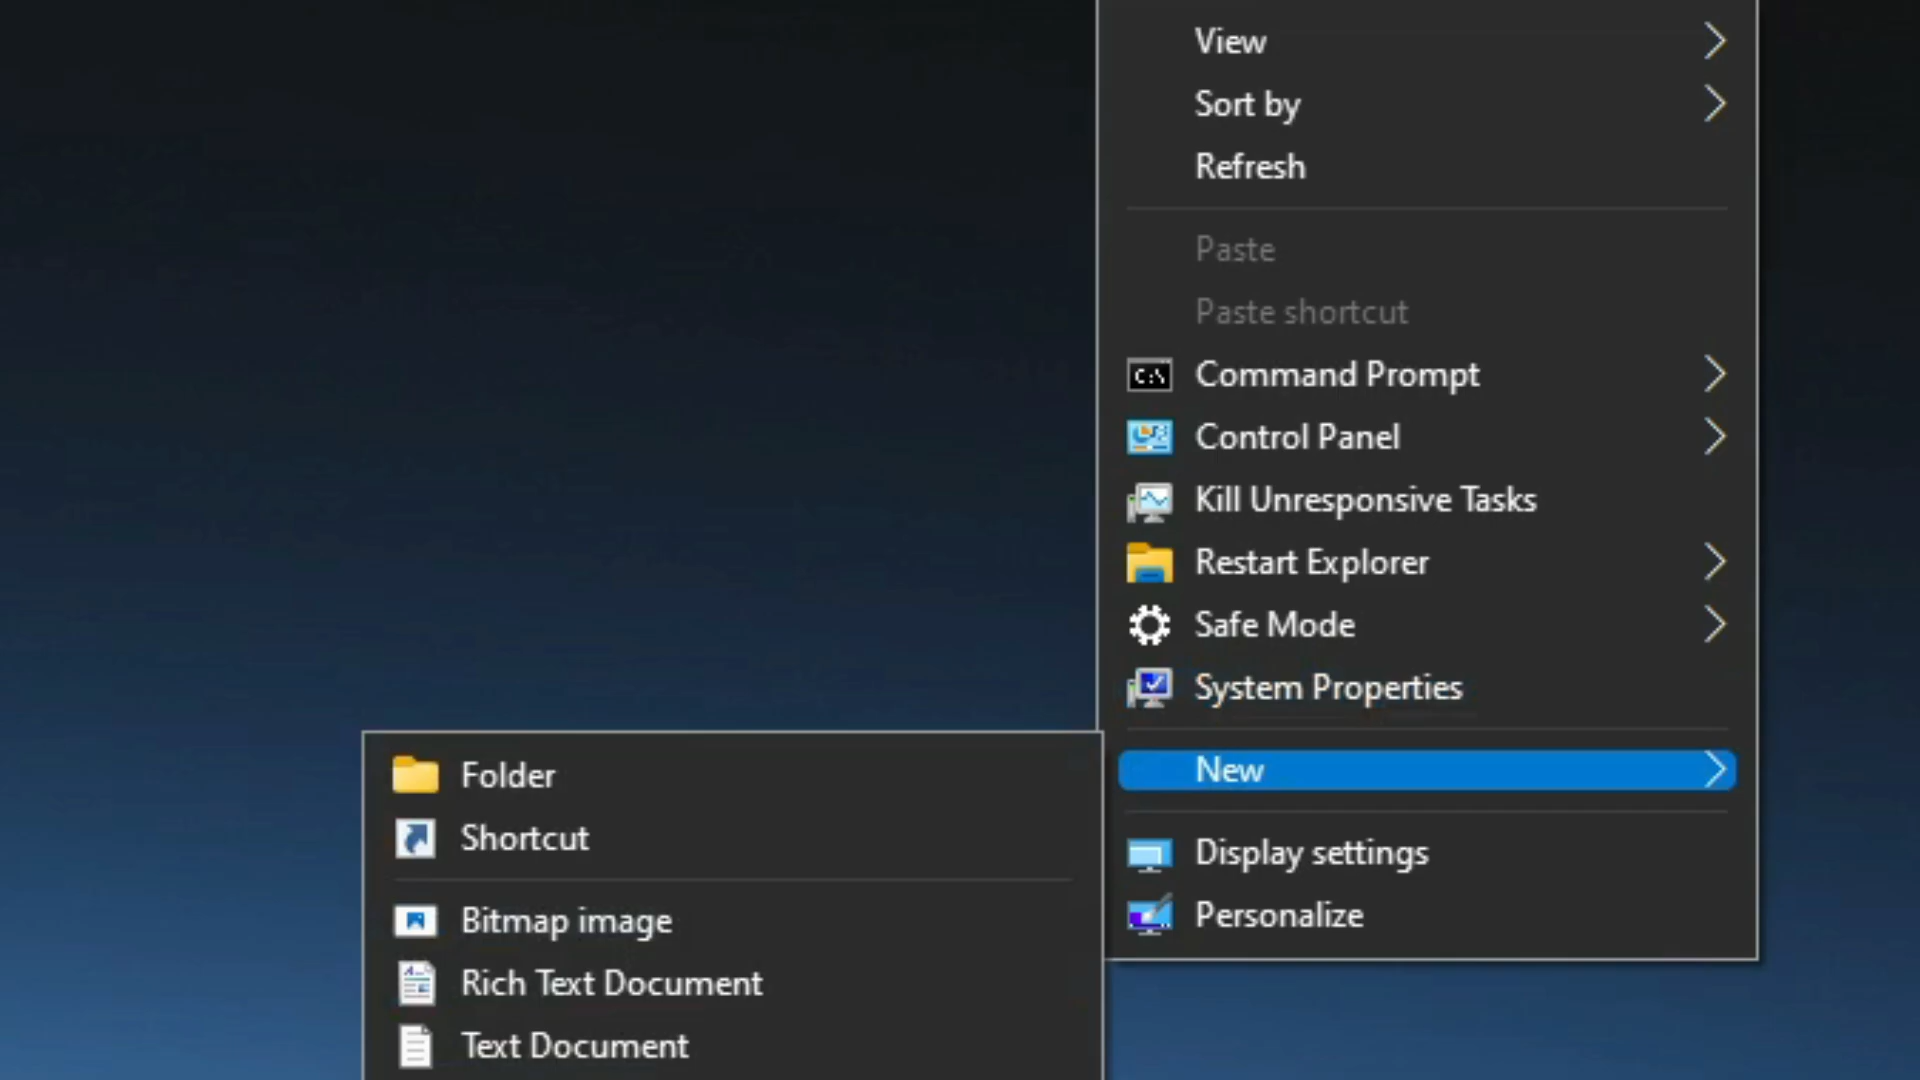 View
Sort by
Refresh
Paste
Paste shortcut
C:\ Command Prompt
Control Panel
Kill Unresponsive Tasks
Restart Explorer
Safe Mode
System Properties
New
Display settings
Personalize
Folder
Shortcut
Bitmap image
Rich Text Document
Text Document